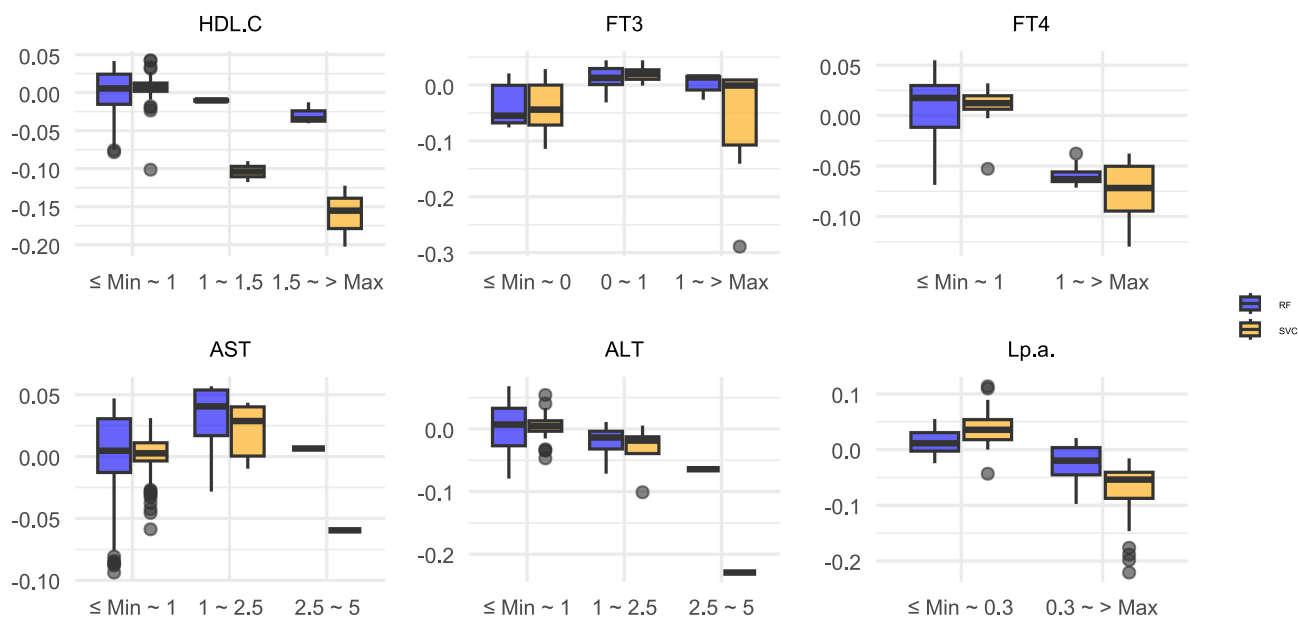 HDL.C
0.05
0.00
-0.05
-0.10
-0.15
-0.20
≤ Min ~ 1 1 ~ 1.5 1.5 ~ > Max
FT3
0.0
-0.1
-0.2
-0.3
≤ Min ~ 0 0 ~ 1 1 ~ > Max
FT4
0.05
0.00
-0.05
-0.10
≤ Min ~ 1 1 ~ > Max
RF
SVC
AST
0.05
0.00
-0.05
-0.10
≤ Min ~ 1 1 ~ 2.5 2.5 ~ 5
ALT
0.0
-0.1
-0.2
≤ Min ~ 1 1 ~ 2.5 2.5 ~ 5
Lp.a.
0.1
0.0
-0.1
-0.2
≤ Min ~ 0.3 0.3 ~ > Max